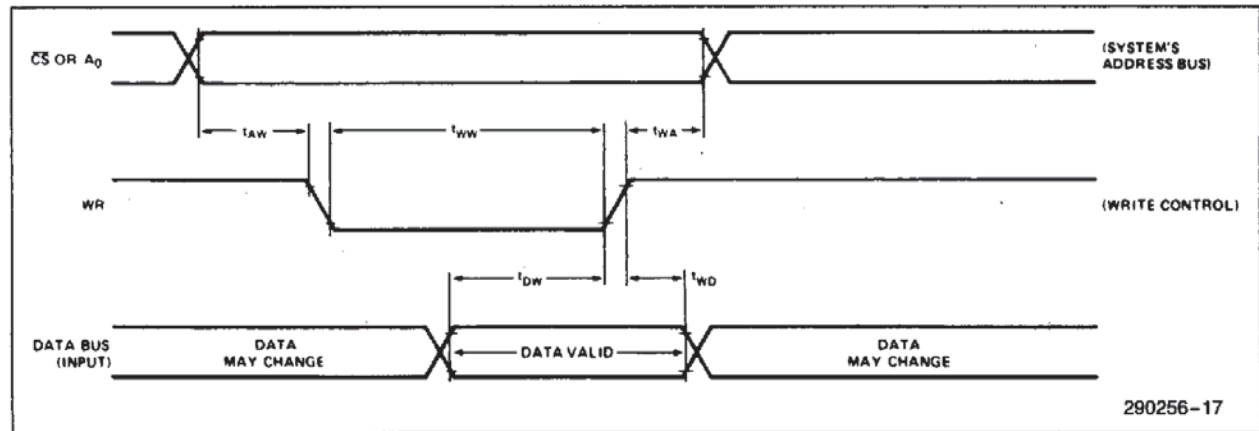 C̅S̅ OR A₀
(SYSTEM'S
ADDRESS BUS)
tAW
tWW
tWA
WR
(WRITE CONTROL)
tDW
tWD
DATA BUS
(INPUT)
DATA
MAY CHANGE
DATA VALID
DATA
MAY CHANGE
290256-17